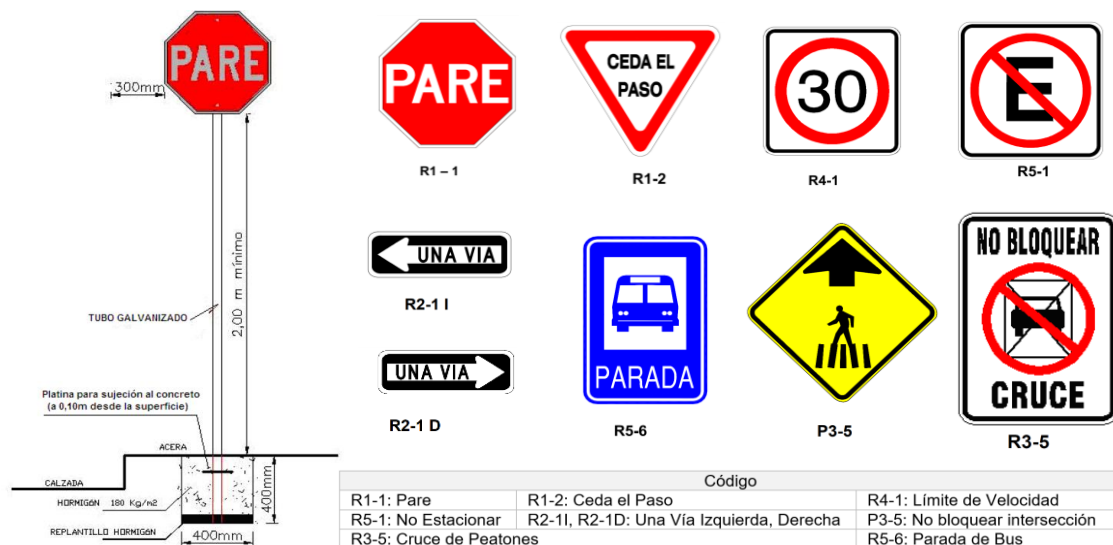 PARE
300mm
2,00 m mínimo
TUBO GALVANIZADO
Platina para sujeción al concreto
(a 0,10m desde la superficie)
ACERA
CALZADA
HORMIGÓN 180 Kg/m2
400mm
REPLANTILLO HORMIGÓN
400mm
PARE
R1 – 1
CEDA EL
PASO
R1-2
30
R4-1
E
R5-1
UNA VIA
R2-1 I
UNA VIA
R2-1 D
PARADA
R5-6
P3-5
NO BLOQUEAR
CRUCE
R3-5
Código
R1-1: Pare R1-2: Ceda el Paso R4-1: Límite de Velocidad
R5-1: No Estacionar R2-1I, R2-1D: Una Vía Izquierda, Derecha P3-5: No bloquear intersección
R3-5: Cruce de Peatones R5-6: Parada de Bus